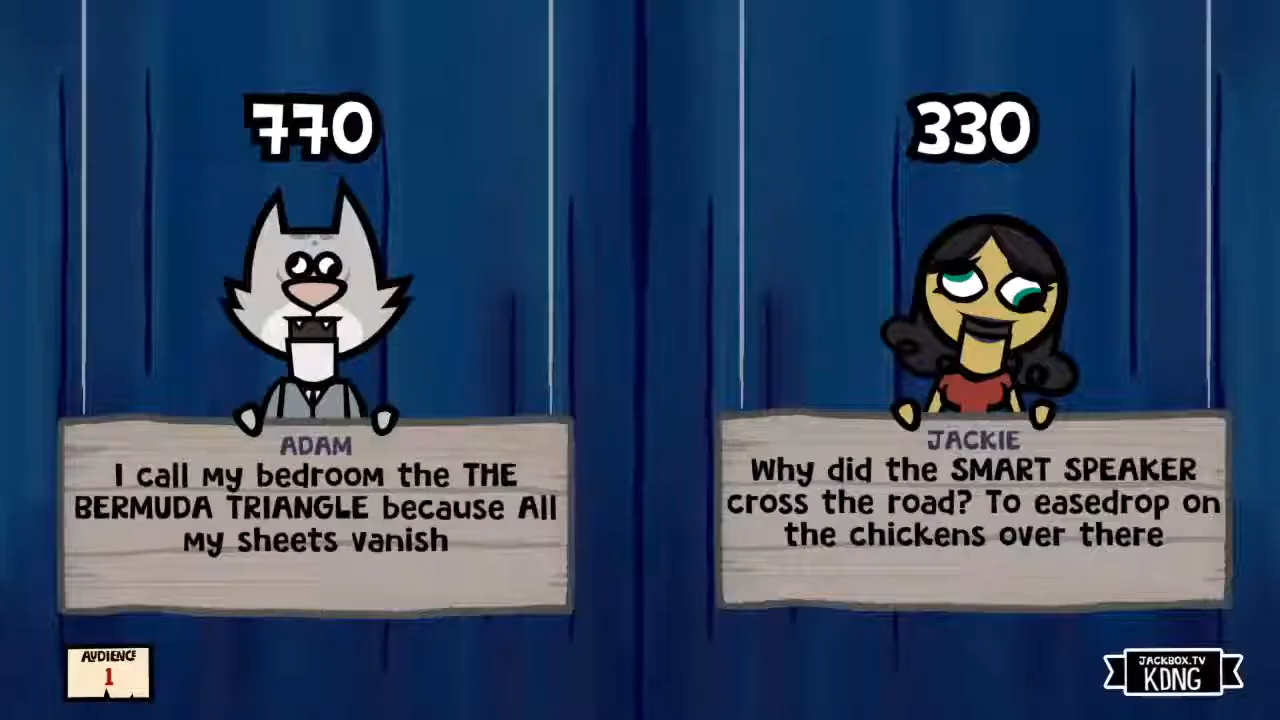 770
330
ADAM
I call my bedroom the THE
BERMUDA TRIANGLE because All
my sheets vanish
JACKIE
Why did the SMART SPEAKER
cross the road? To easedrop on
the chickens over there
AUDIENCE
1
JACKBOX.TV
KDNG